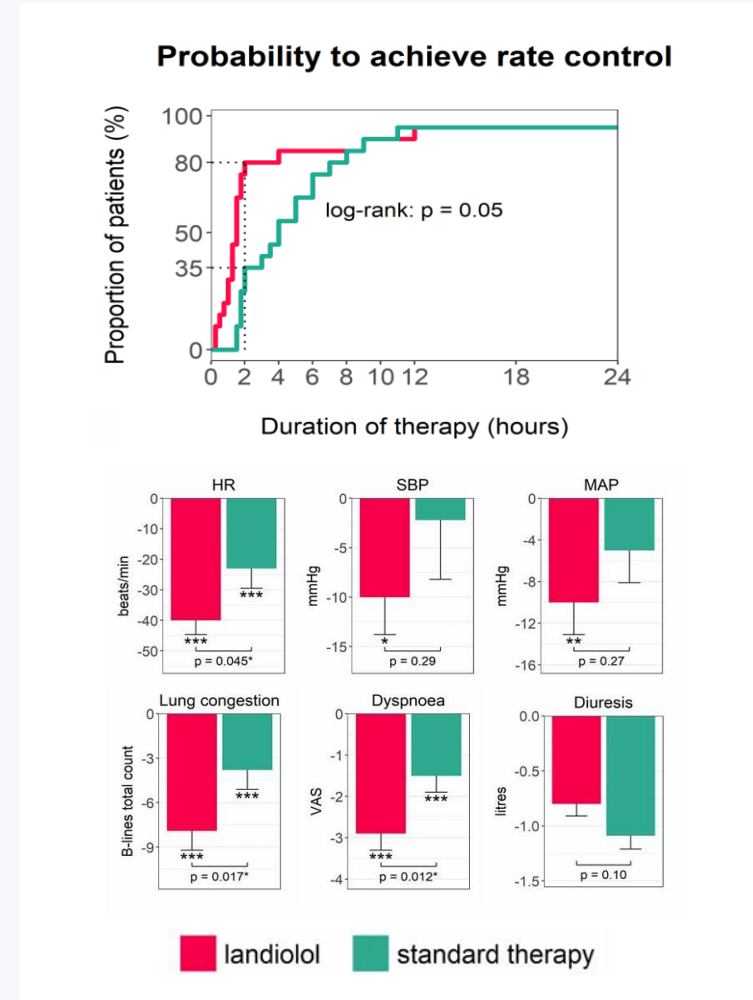 Probability to achieve rate control
Proportion of patients (%)
100
80
50
35
0
log-rank: p = 0.05
0 2 4 6 8 10 12 18 24
Duration of therapy (hours)
HR
beats/min
0
-10
-20
-30
-40
-50
***
***
p = 0.045*
SBP
mmHg
0
-5
-10
-15
*
p = 0.29
MAP
mmHg
0
-4
-8
-12
-16
**
p = 0.27
Lung congestion
B-lines total count
0
-3
-6
-9
***
***
p = 0.017*
Dyspnoea
VAS
0
-1
-2
-3
-4
***
***
p = 0.012*
Diuresis
litres
0.0
-0.5
-1.0
-1.5
p = 0.10
landiolol standard therapy